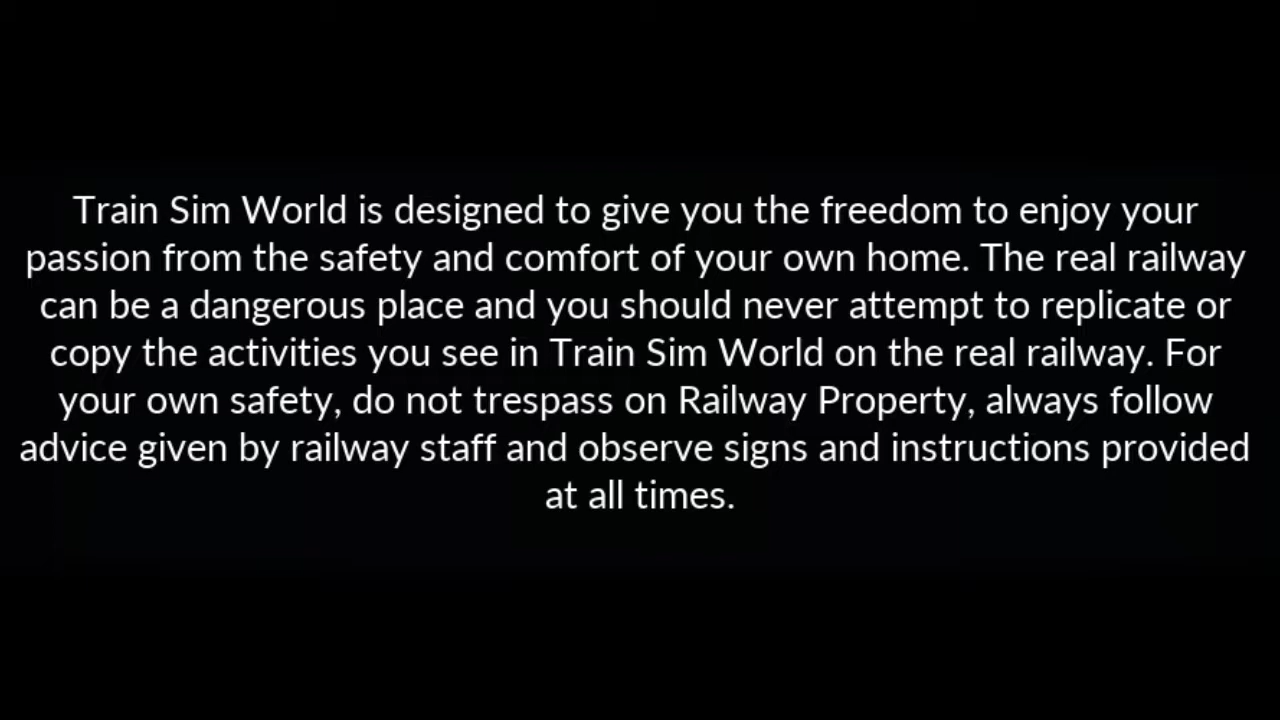 Train Sim World is designed to give you the freedom to enjoy your
passion from the safety and comfort of your own home. The real railway
can be a dangerous place and you should never attempt to replicate or
copy the activities you see in Train Sim World on the real railway. For
your own safety, do not trespass on Railway Property, always follow
advice given by railway staff and observe signs and instructions provided
at all times.